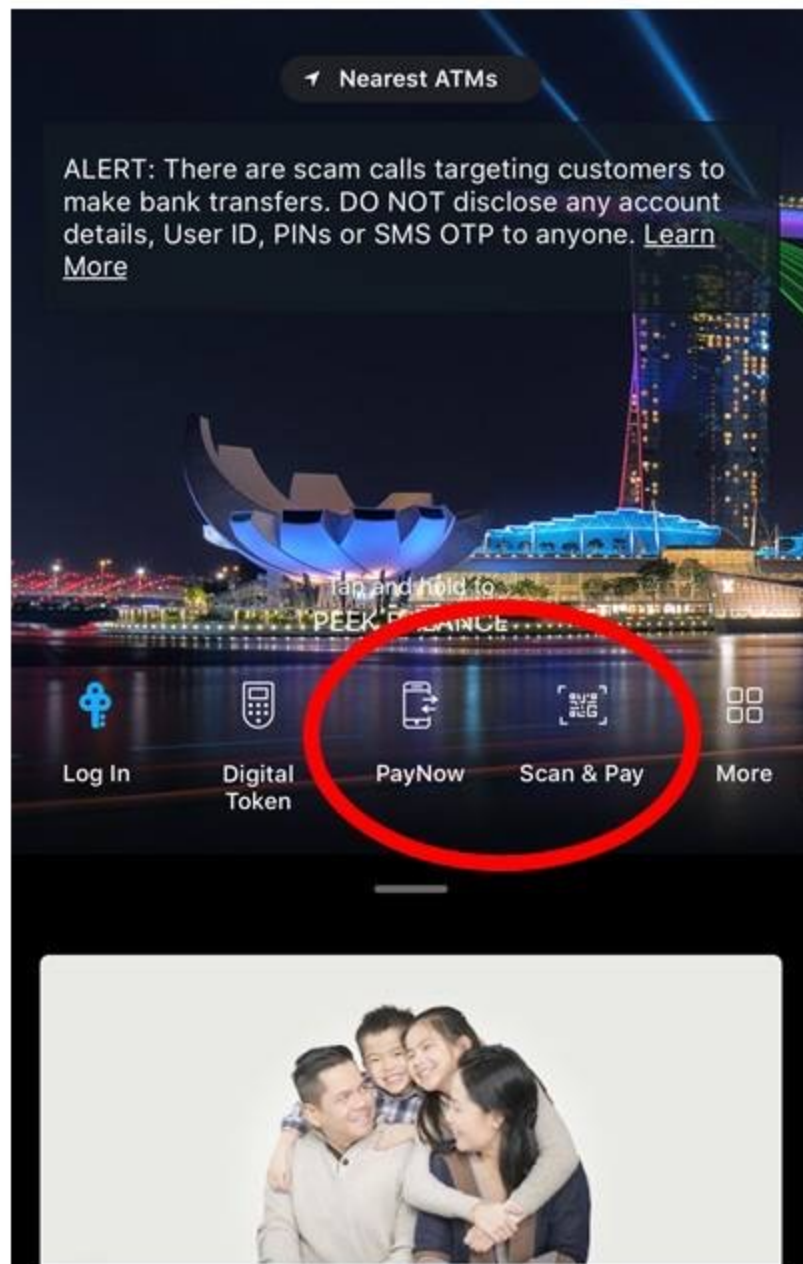 Nearest ATMs
ALERT: There are scam calls targeting customers to
make bank transfers. DO NOT disclose any account
details, User ID, PINs or SMS OTP to anyone. Learn
More
Tap and hold to
PEEK BALANCE
Log In
Digital
Token
PayNow
Scan & Pay
More